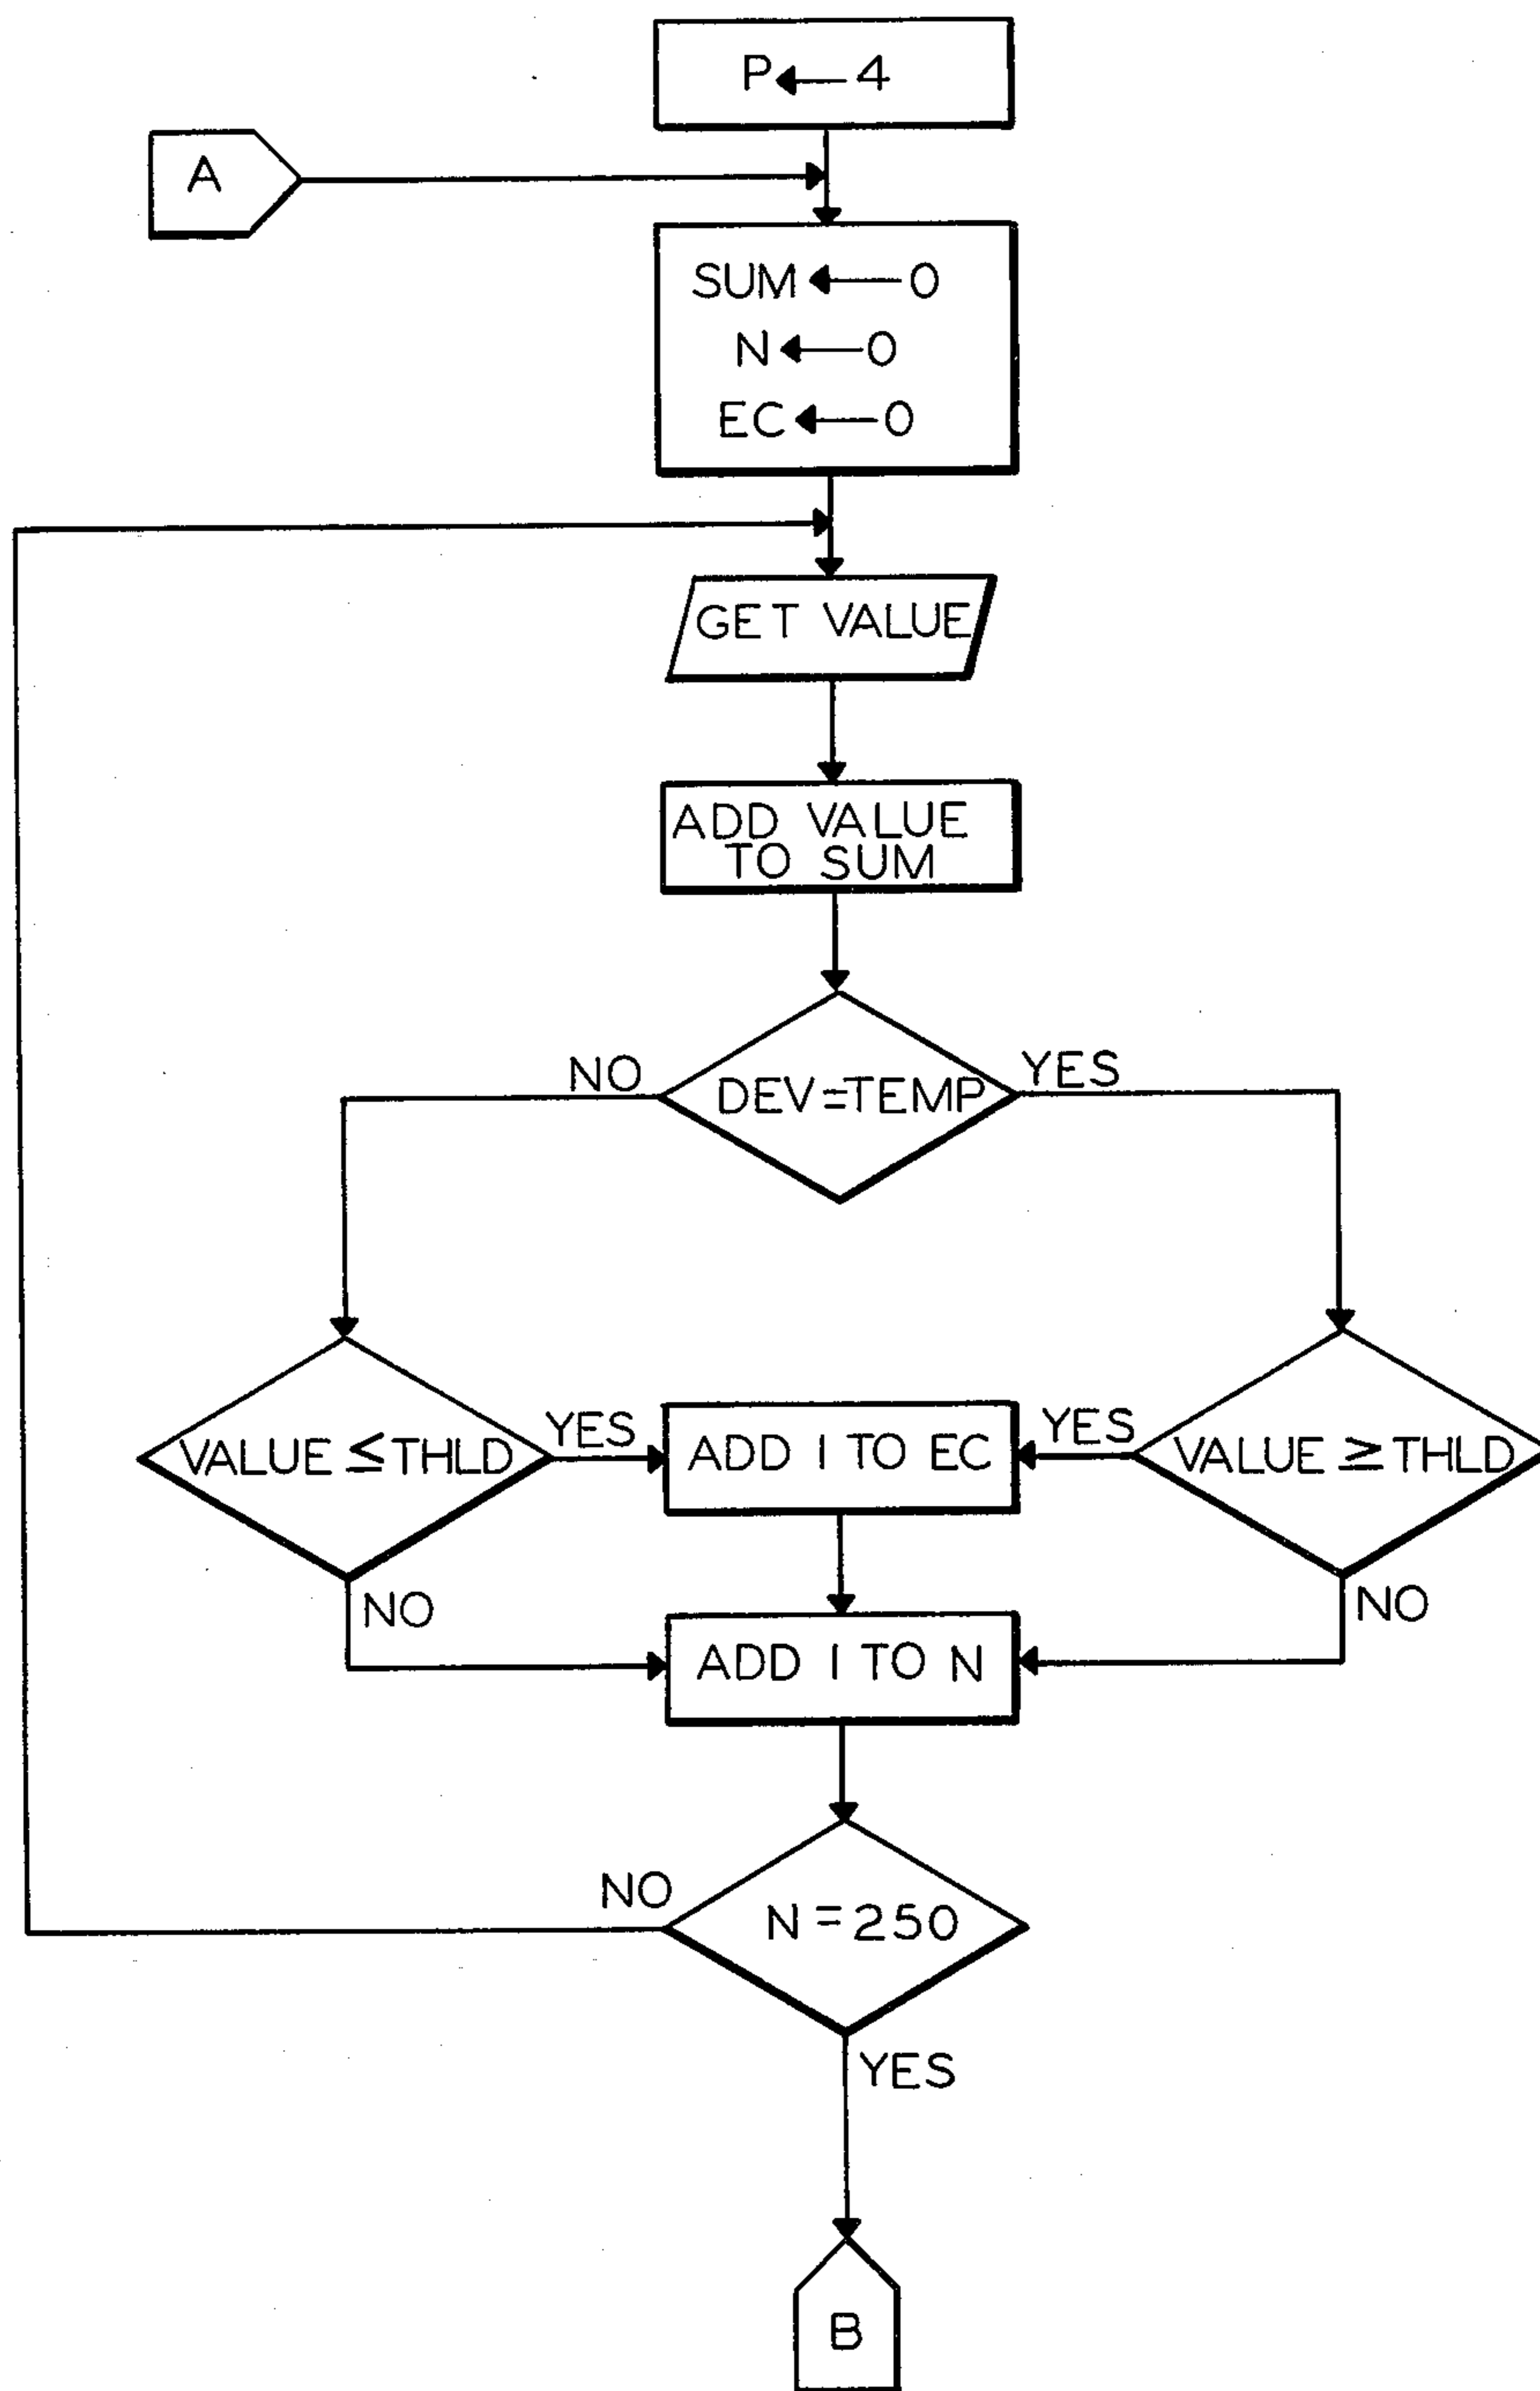 P ← 4
A
SUM ← 0
N ← 0
EC ← 0
GET VALUE
ADD VALUE
TO SUM
NO
DEV=TEMP
YES
VALUE ≤ THLD
YES
ADD 1 TO EC
YES
VALUE ≥ THLD
NO
ADD 1 TO N
NO
NO
N=250
YES
B